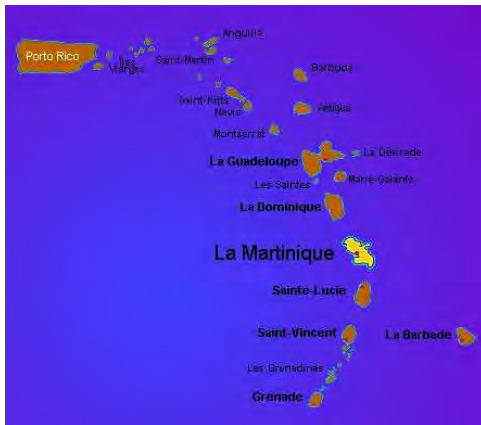 Anguilla
Porto Rico
Iles
Vierges
Saint-Martin
Barbuda
Saint-Kitts
Nevis
Antigua
Montserrat
La Guadeloupe
La Désirade
Les Saintes
Marie-Galante
La Dominique
La Martinique
Sainte-Lucie
Saint-Vincent
La Barbade
Les Grenadines
Grenade